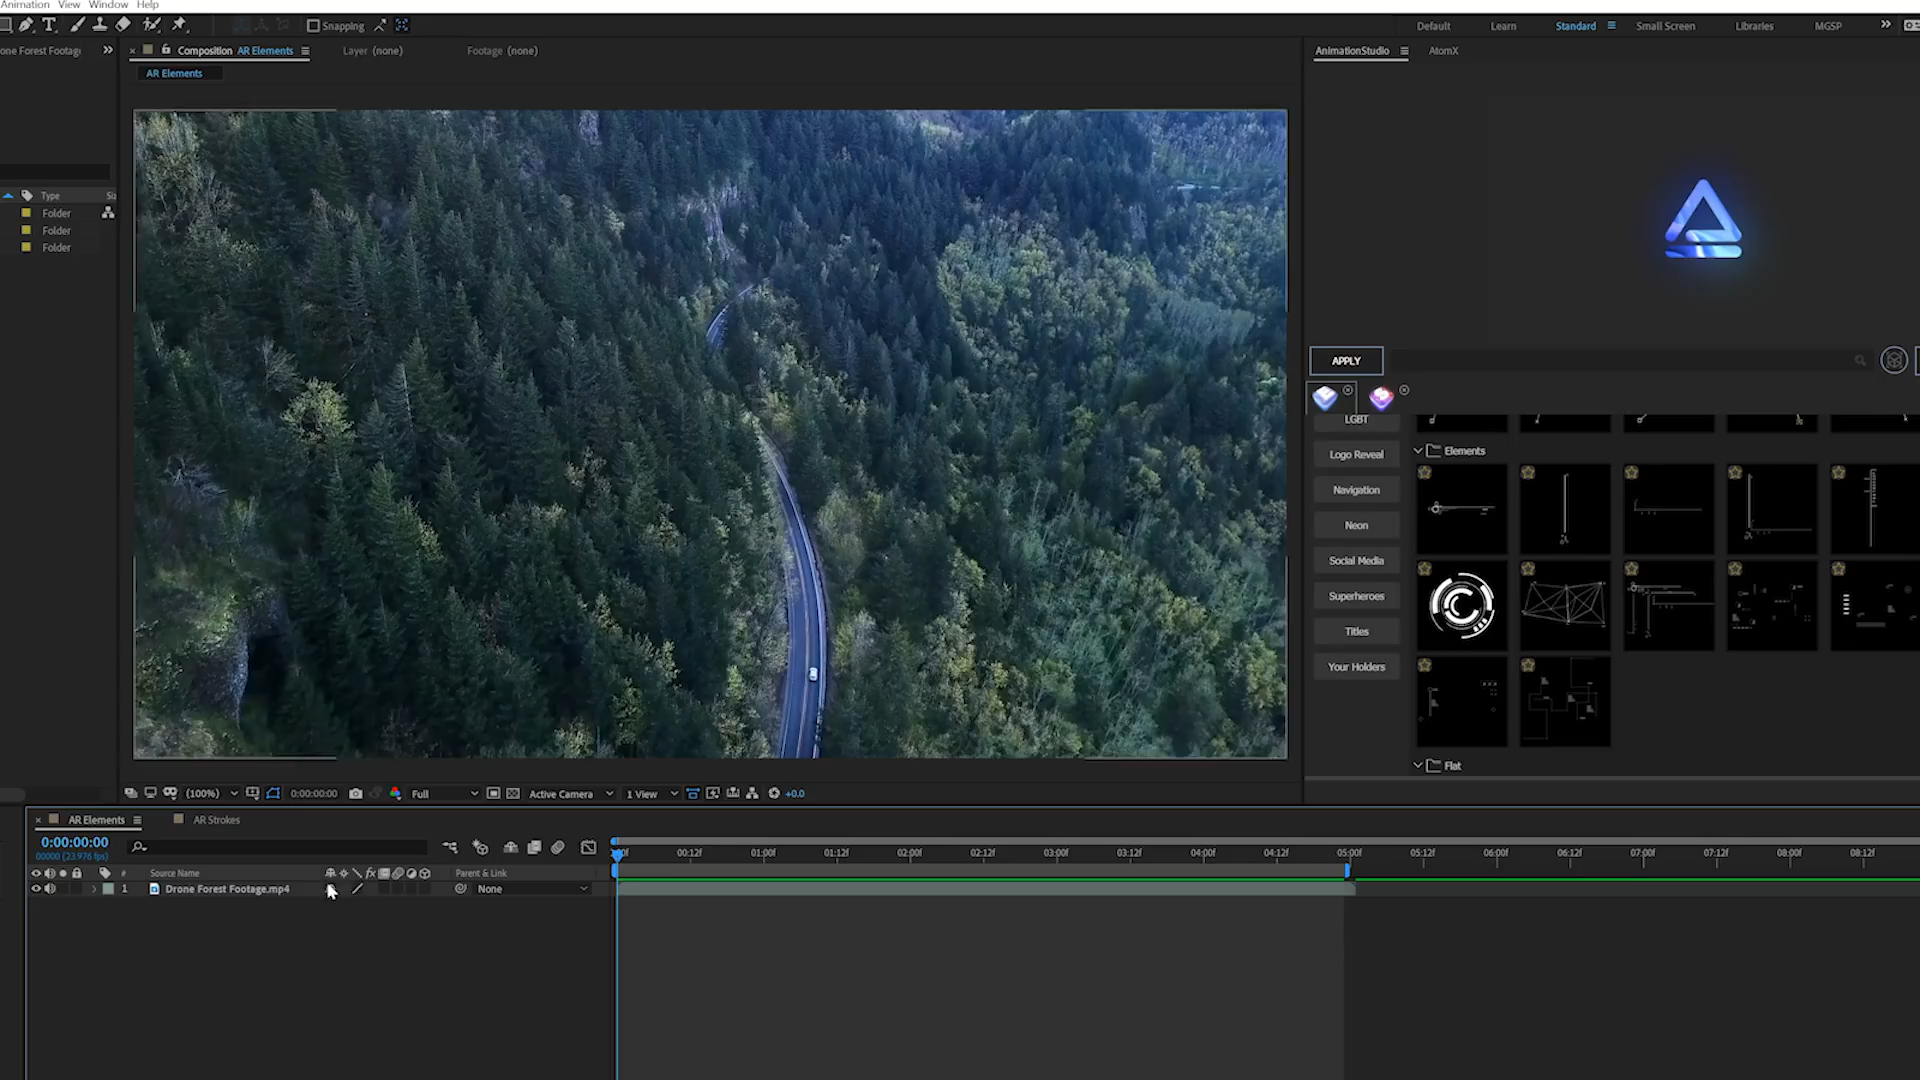 Animation View Window Help
Snapping
Default Learn Standard Small Screen Libraries MGSP
one Forest Footage
Composition AR Elements
Layer (none)
Footage (none)
AnimationStudio
AtomX
AR Elements
Type
Folder
Folder
Folder
APPLY
LGBT
Logo Reveal
Navigation
Neon
Social Media
Superheroes
Titles
Your Holders
Elements
Flat
(100%)
0:00:00:00
Full
Active Camera
1 View
+0.0
AR Elements
AR Strokes
0:00:00:00
00000 (23.976 fps)
00:12f 01:00f 01:12f 02:00f 02:12f 03:00f 03:12f 04:00f 04:12f 05:00f 05:12f 06:00f 06:12f 07:00f 07:12f 08:00f 08:12f
# Source Name
Parent & Link
1 Drone Forest Footage.mp4
None